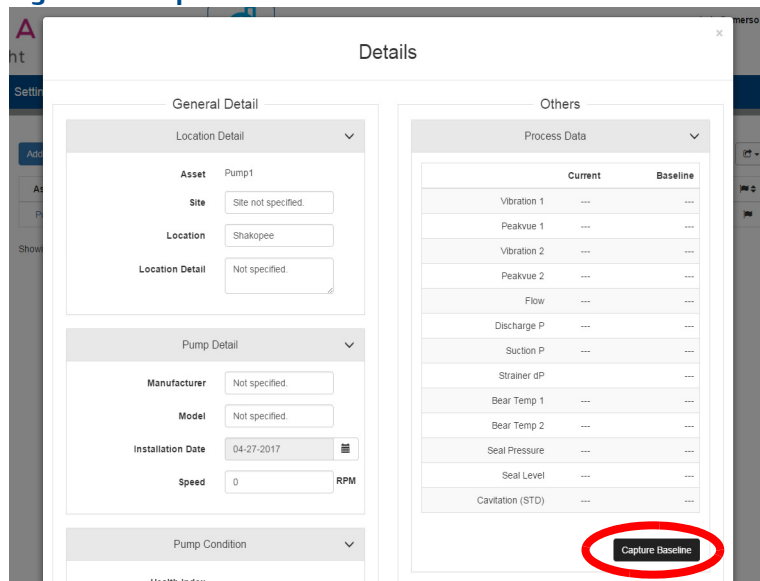 A
ht
Details
×
Settin
Add
General Detail
Location Detail
Asset Pump1
Site Site not specified.
Location Shakopee
Location Detail Not specified.
Pump Detail
Manufacturer Not specified.
Model Not specified.
Installation Date 04-27-2017
Speed 0 RPM
Pump Condition
Others
Process Data
Current Baseline
Vibration 1 --- ---
Peakvue 1 --- ---
Vibration 2 --- ---
Peakvue 2 --- ---
Flow --- ---
Discharge P --- ---
Suction P --- ---
Strainer dP ---
Bear Temp 1 --- ---
Bear Temp 2 --- ---
Seal Pressure --- ---
Seal Level --- ---
Cavitation (STD) --- ---
Capture Baseline